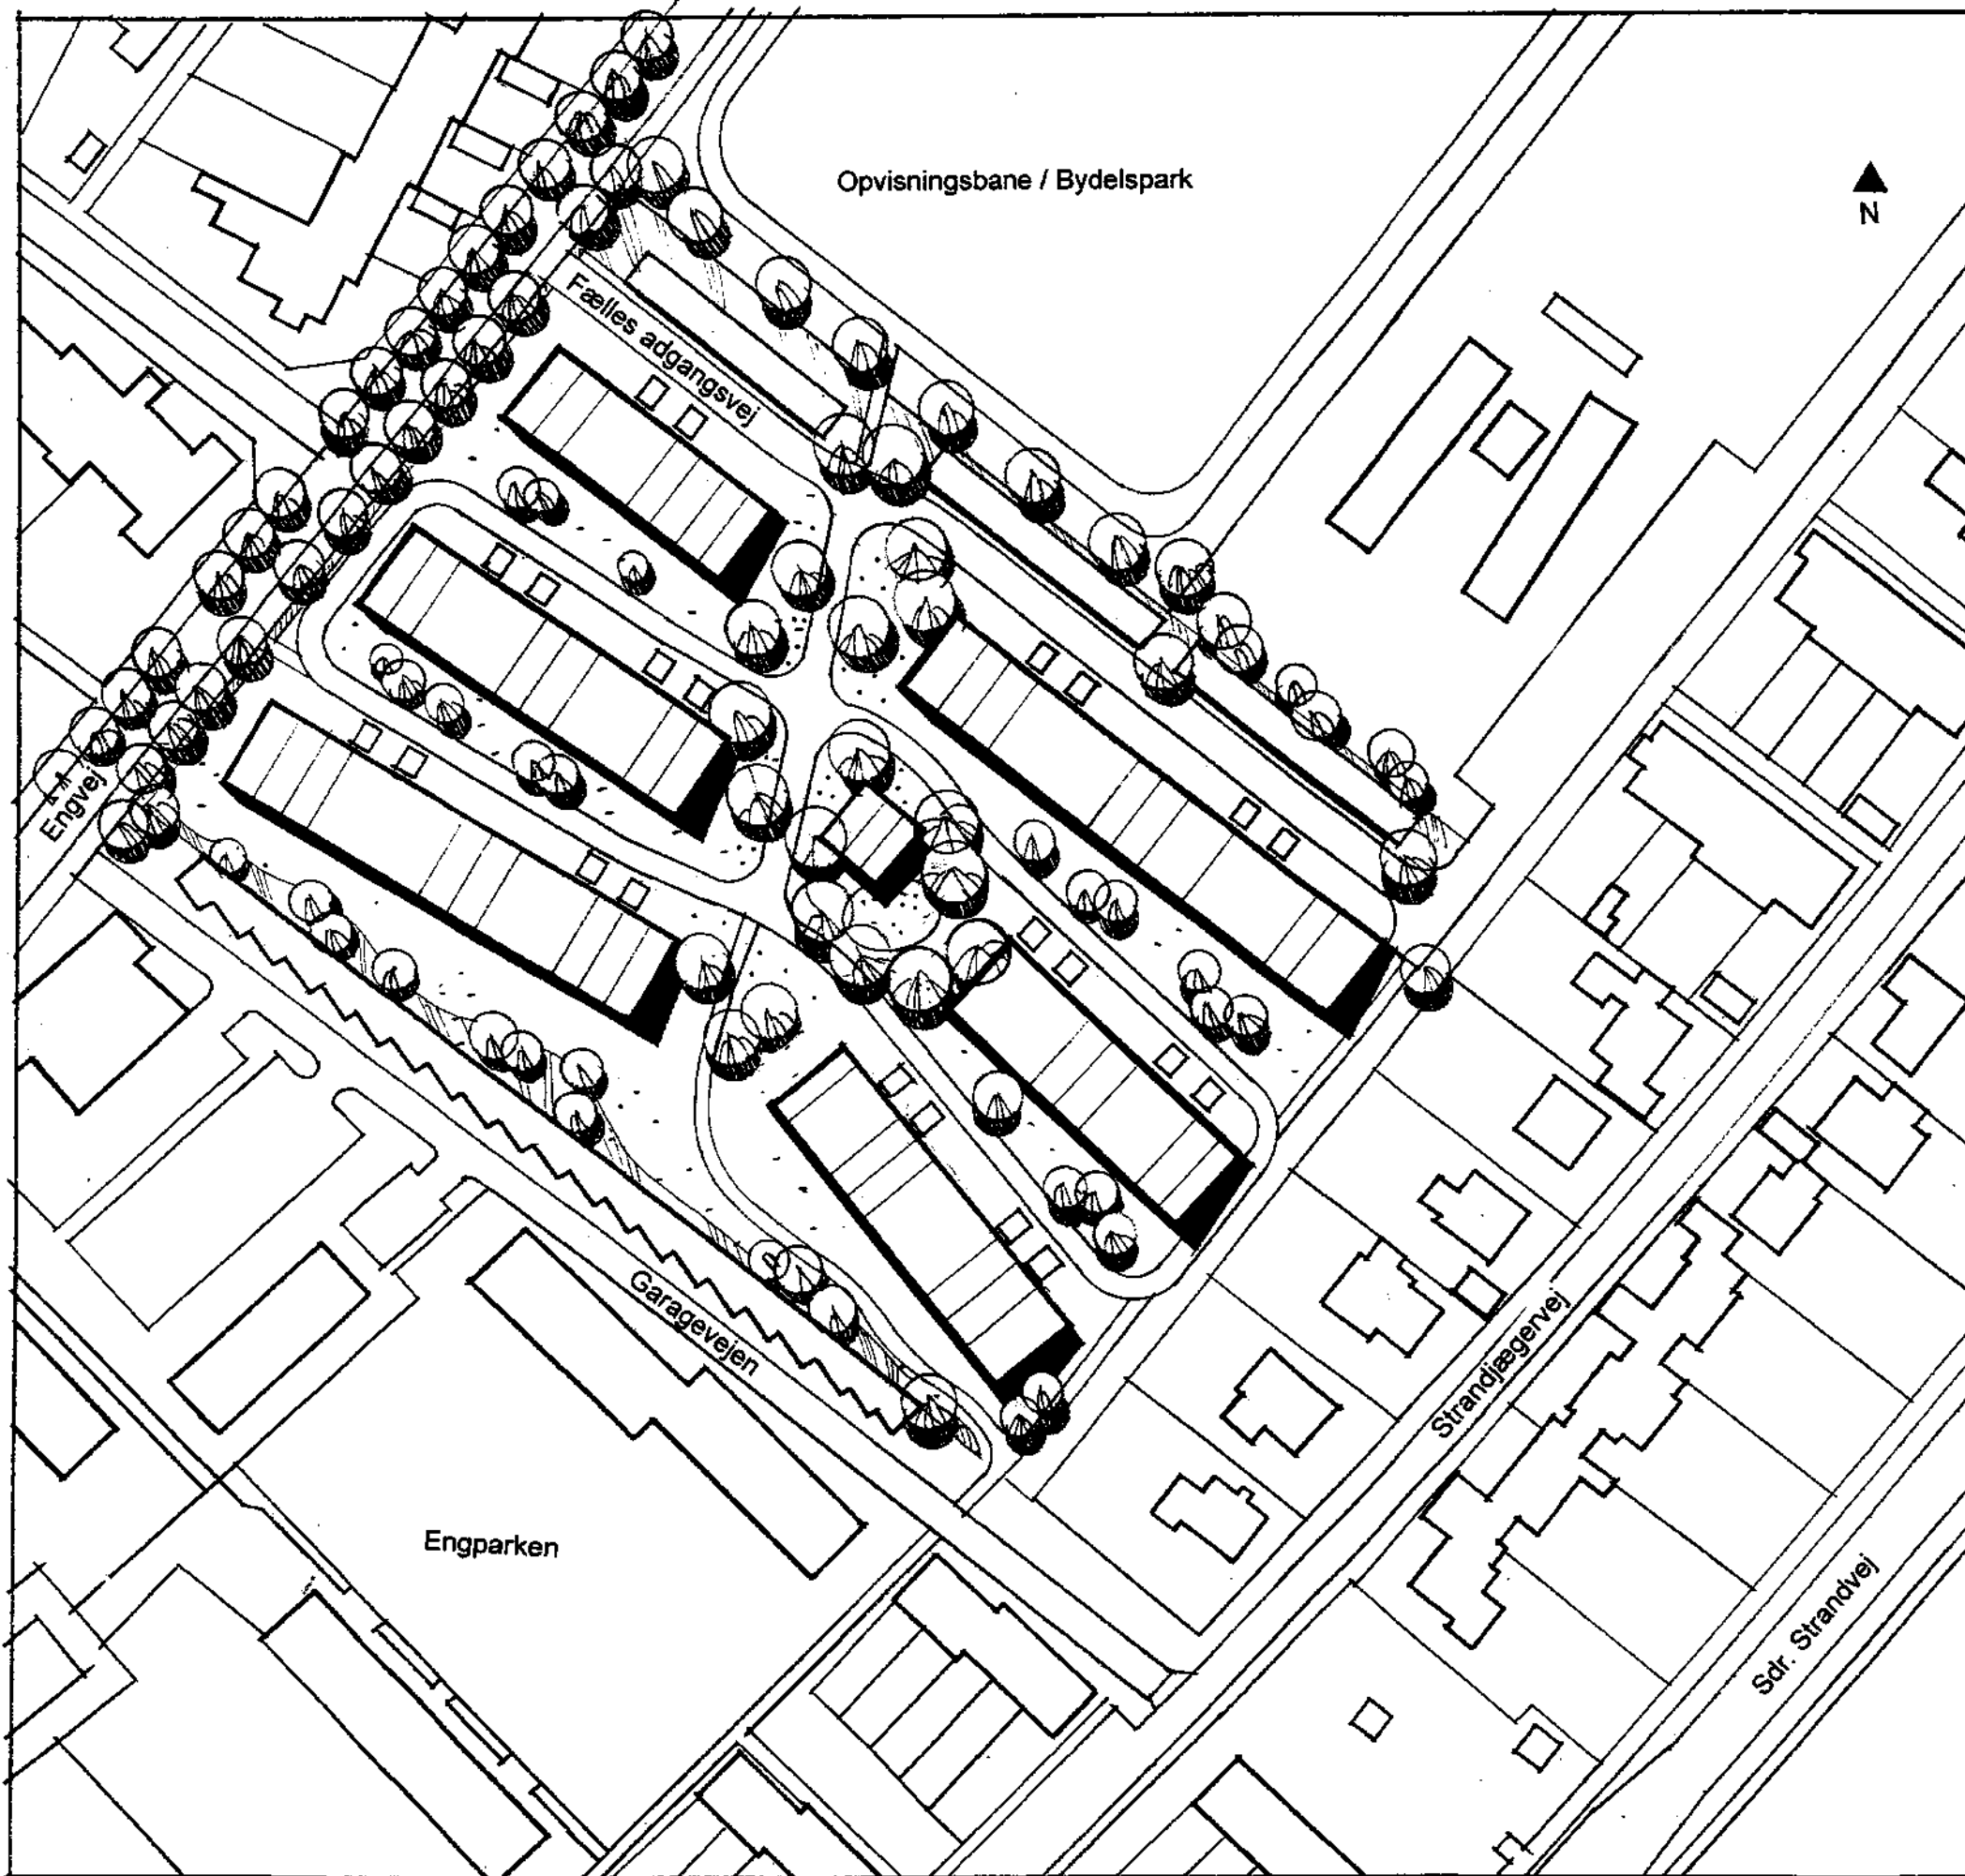 Opvisningsbane / Bydelspark
N
Fælles adgangsvej
Engvej
Garagevejen
Strandjægervej
Engparken
Sdr. Strandvej